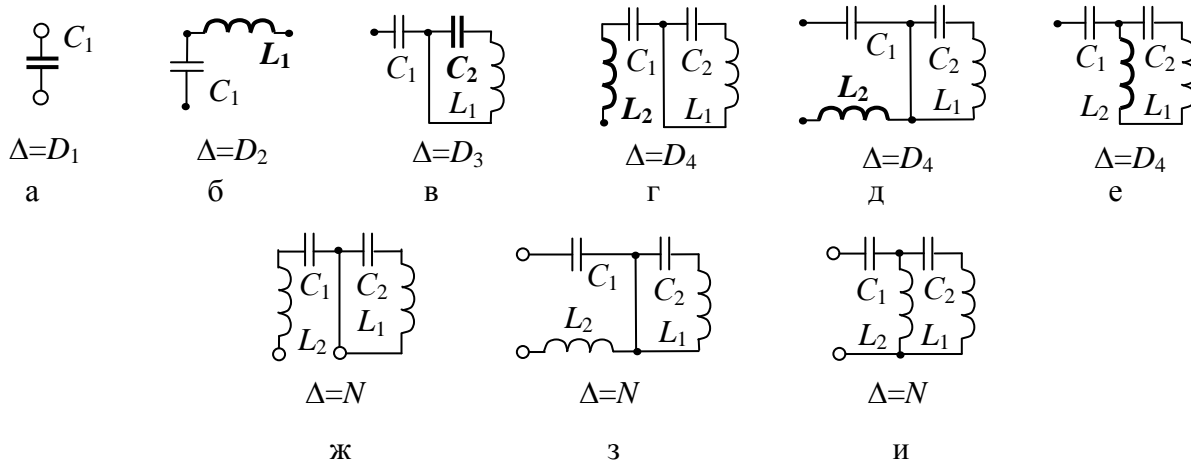 C₁
Δ=D₁
а
C₁
L₁
Δ=D₂
б
C₁
C₂
L₁
Δ=D₃
в
C₁
C₂
L₂
L₁
Δ=D₄
г
C₁
C₂
L₂
L₁
Δ=D₄
д
C₁
C₂
L₂
L₁
Δ=D₄
е
C₁
C₂
L₂
L₁
Δ=N
ж
C₁
C₂
L₂
L₁
Δ=N
з
C₁
C₂
L₂
L₁
Δ=N
и